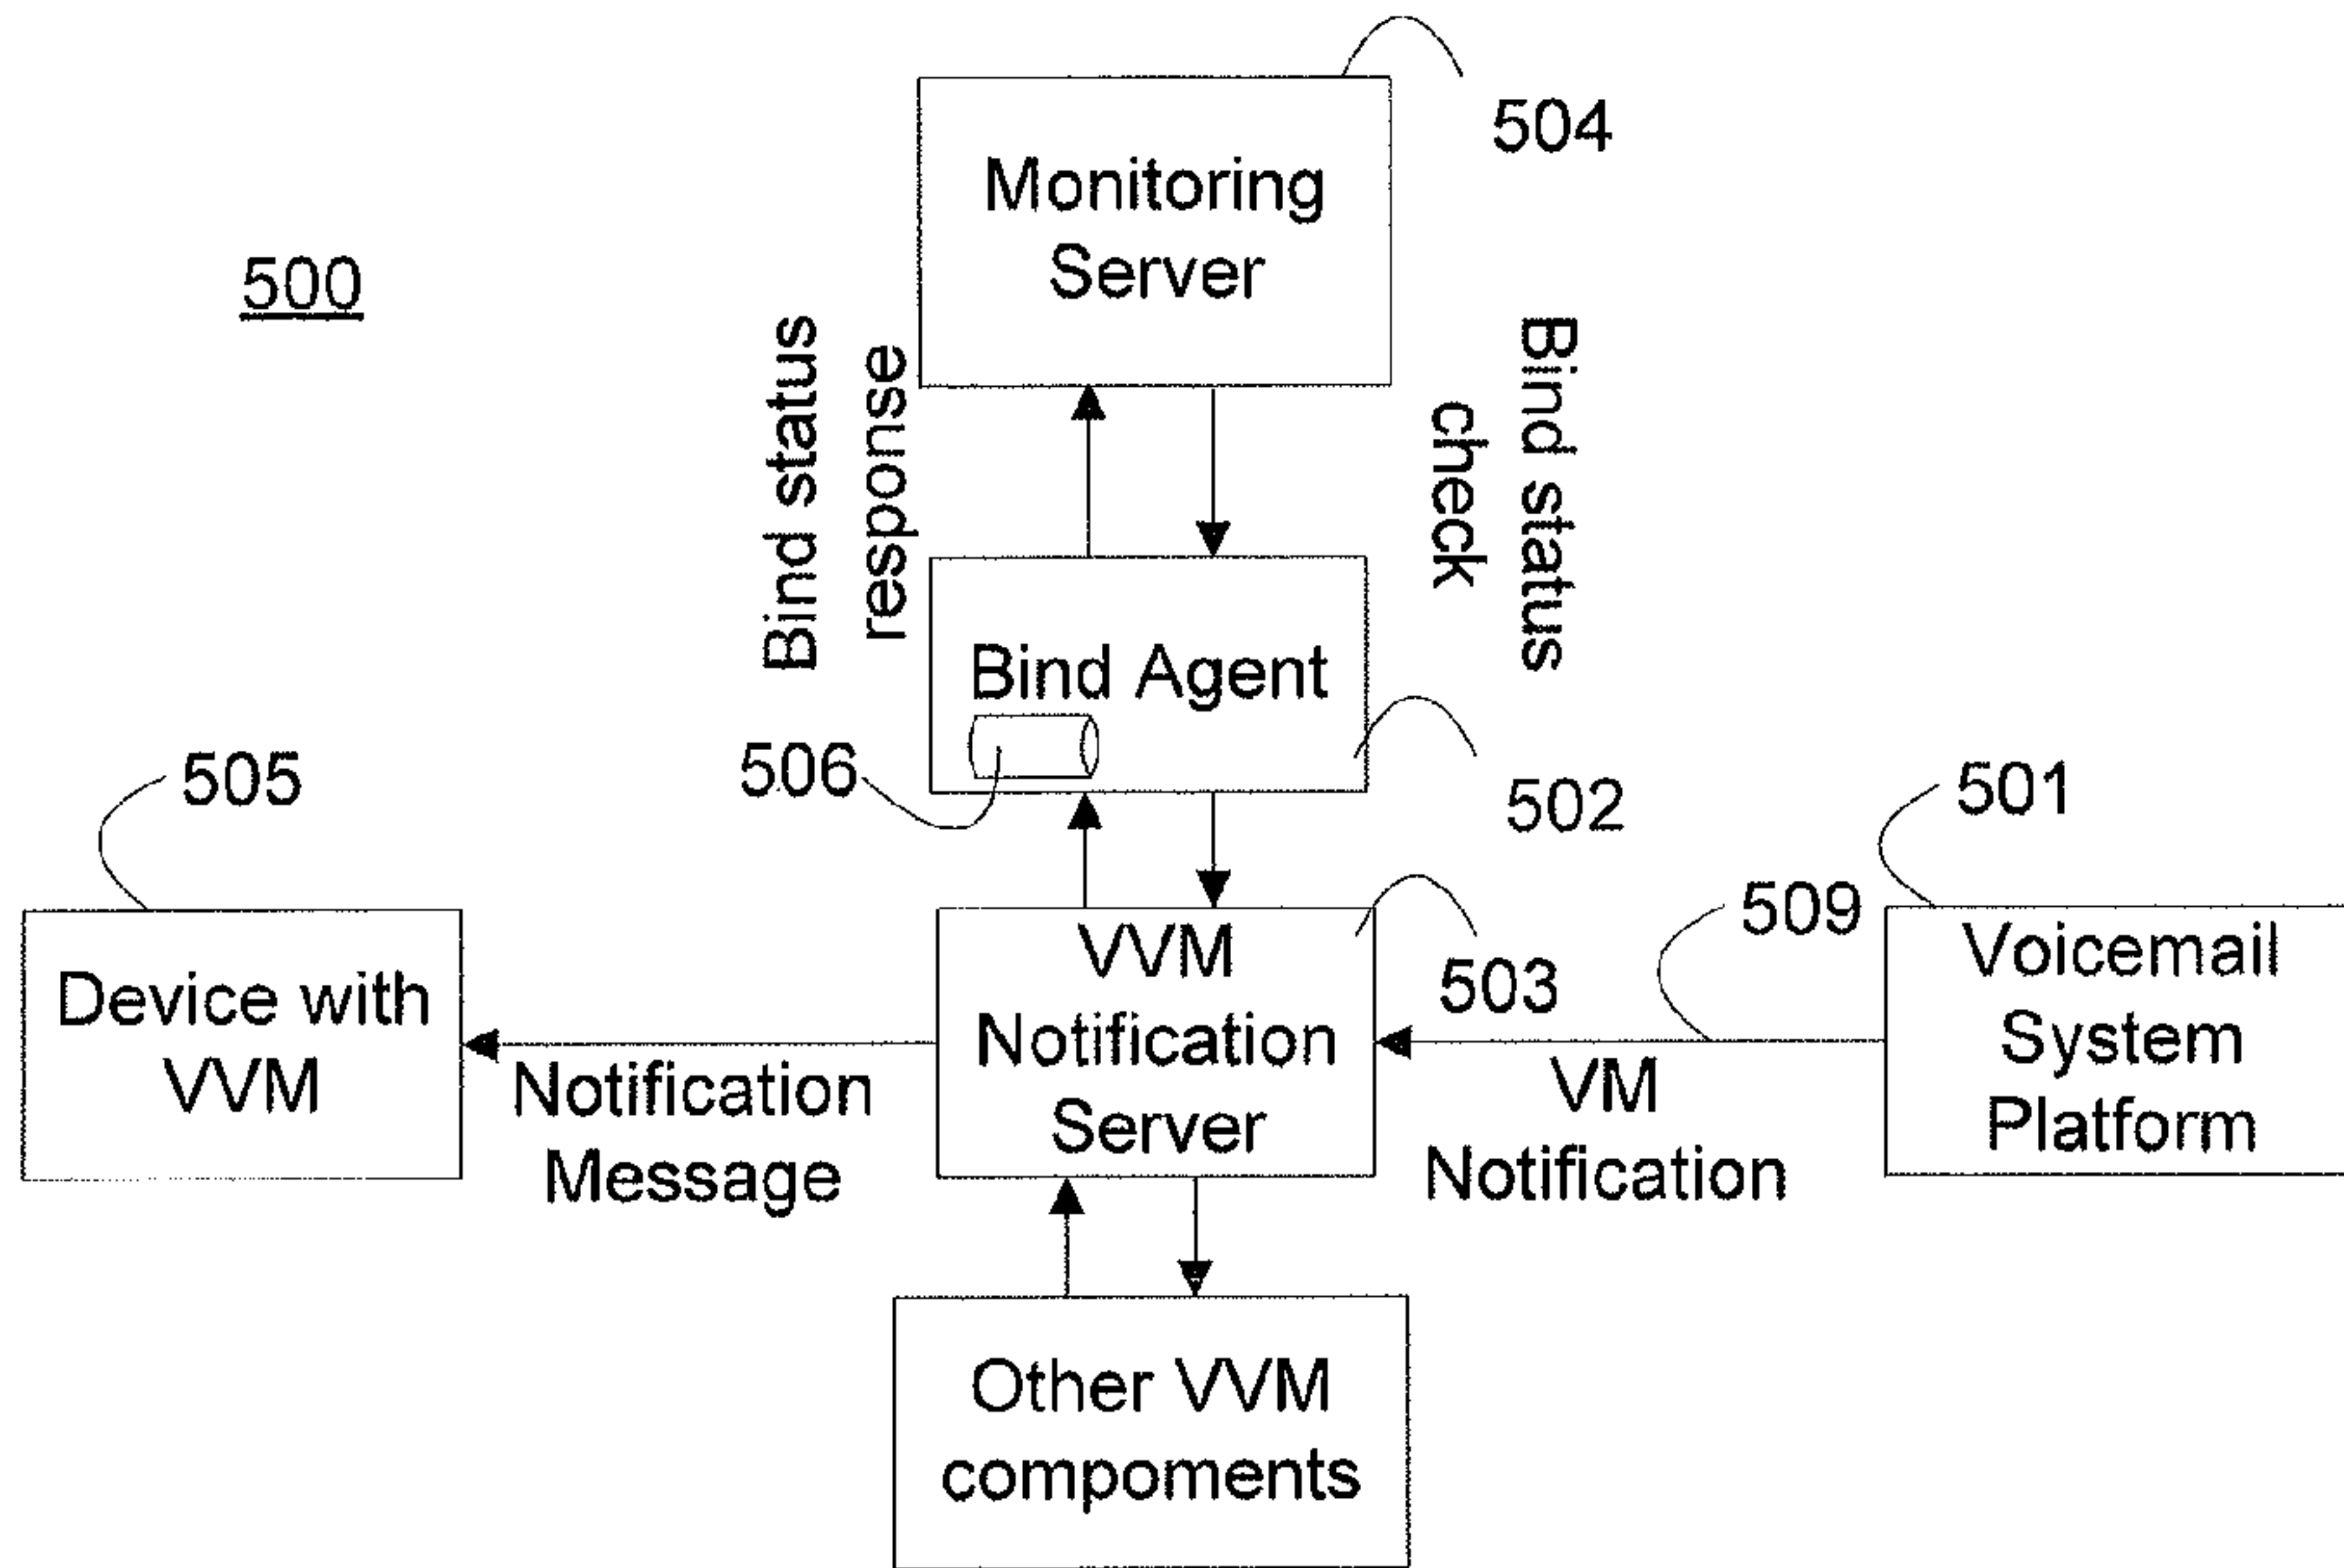 504
Monitoring
Server
500
Bind status
response
Bind status
check
Bind Agent
506
502
505
501
509
503
Device with
VVM
Notification
Message
VVM
Notification
Server
VM
Notification
Voicemail
System
Platform
Other VVM
compoments